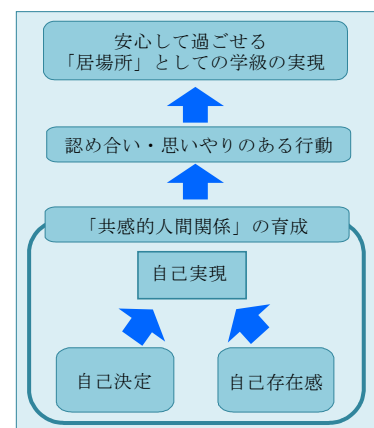 安心して過ごせる
「居場所」としての学級の実現
認め合い・思いやりのある行動
「共感的人間関係」の育成
自己実現
自己決定
自己存在感